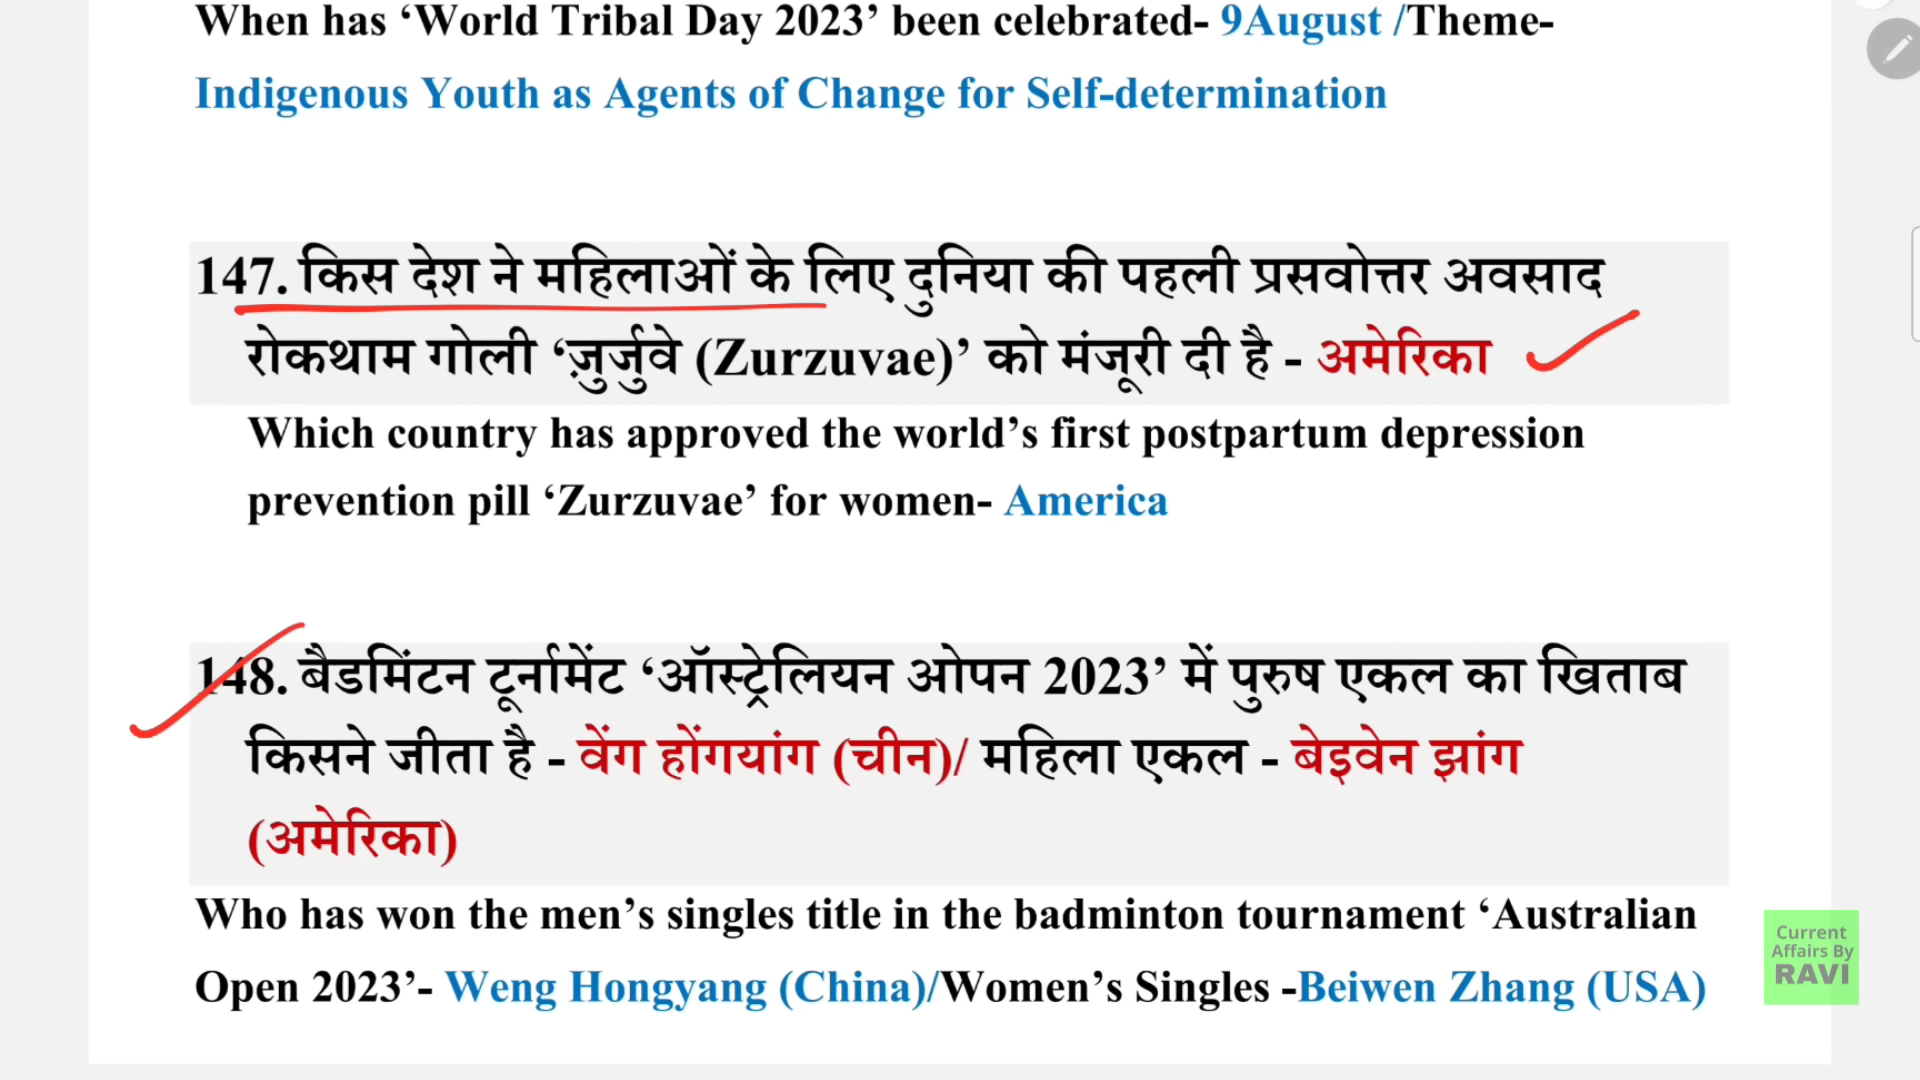 When has ‘World Tribal Day 2023’ been celebrated- 9August /Theme-
Indigenous Youth as Agents of Change for Self-determination
147. किस देश ने महिलाओं के लिए दुनिया की पहली प्रसवोत्तर अवसाद
रोकथाम गोली ‘ज़ुर्जुवे (Zurzuvae)’ को मंजूरी दी है - अमेरिका
Which country has approved the world’s first postpartum depression
prevention pill ‘Zurzuvae’ for women- America
148. बैडमिंटन टूर्नामेंट ‘ऑस्ट्रेलियन ओपन 2023’ में पुरुष एकल का खिताब
किसने जीता है - वेंग होंगयांग (चीन)/ महिला एकल - बेइवेन झांग
(अमेरिका)
Who has won the men’s singles title in the badminton tournament ‘Australian
Open 2023’- Weng Hongyang (China)/Women’s Singles -Beiwen Zhang (USA)
Current
Affairs By
RAVI